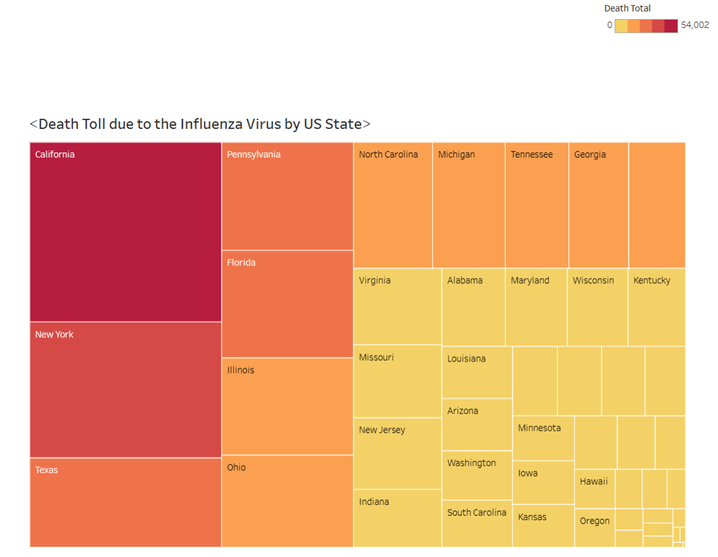 Death Total
0 54,002
<Death Toll due to the Influenza Virus by US State>
California
Pennsylvania
North Carolina
Michigan
Tennessee
Georgia
Florida
Virginia
Alabama
Maryland
Wisconsin
Kentucky
New York
Missouri
Louisiana
Illinois
Arizona
New Jersey
Minnesota
Washington
Texas
Ohio
Iowa
Hawaii
Indiana
South Carolina
Kansas
Oregon